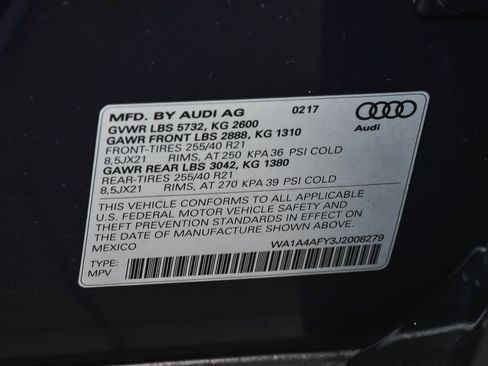 MFD. BY AUDI AG 02 17
GVWR LBS 5732, KG 2600
GAWR FRONT LBS 2888, KG 1310
FRONT-TIRES 255/40 R21
8,5JX21 RIMS, AT 250 KPA 36 PSI COLD
GAWR REAR LBS 3042, KG 1380
REAR-TIRES 255/40 R21
8,5JX21 RIMS, AT 270 KPA 39 PSI COLD
THIS VEHICLE CONFORMS TO ALL APPLICABLE
U.S. FEDERAL MOTOR VEHICLE SAFETY AND
THEFT PREVENTION STANDARDS IN EFFECT ON
THE DATE OF MANUFACTURE SHOWN ABOVE.
MEXICO WA1A4AFY3J2008279
TYPE:
MPV
Audi